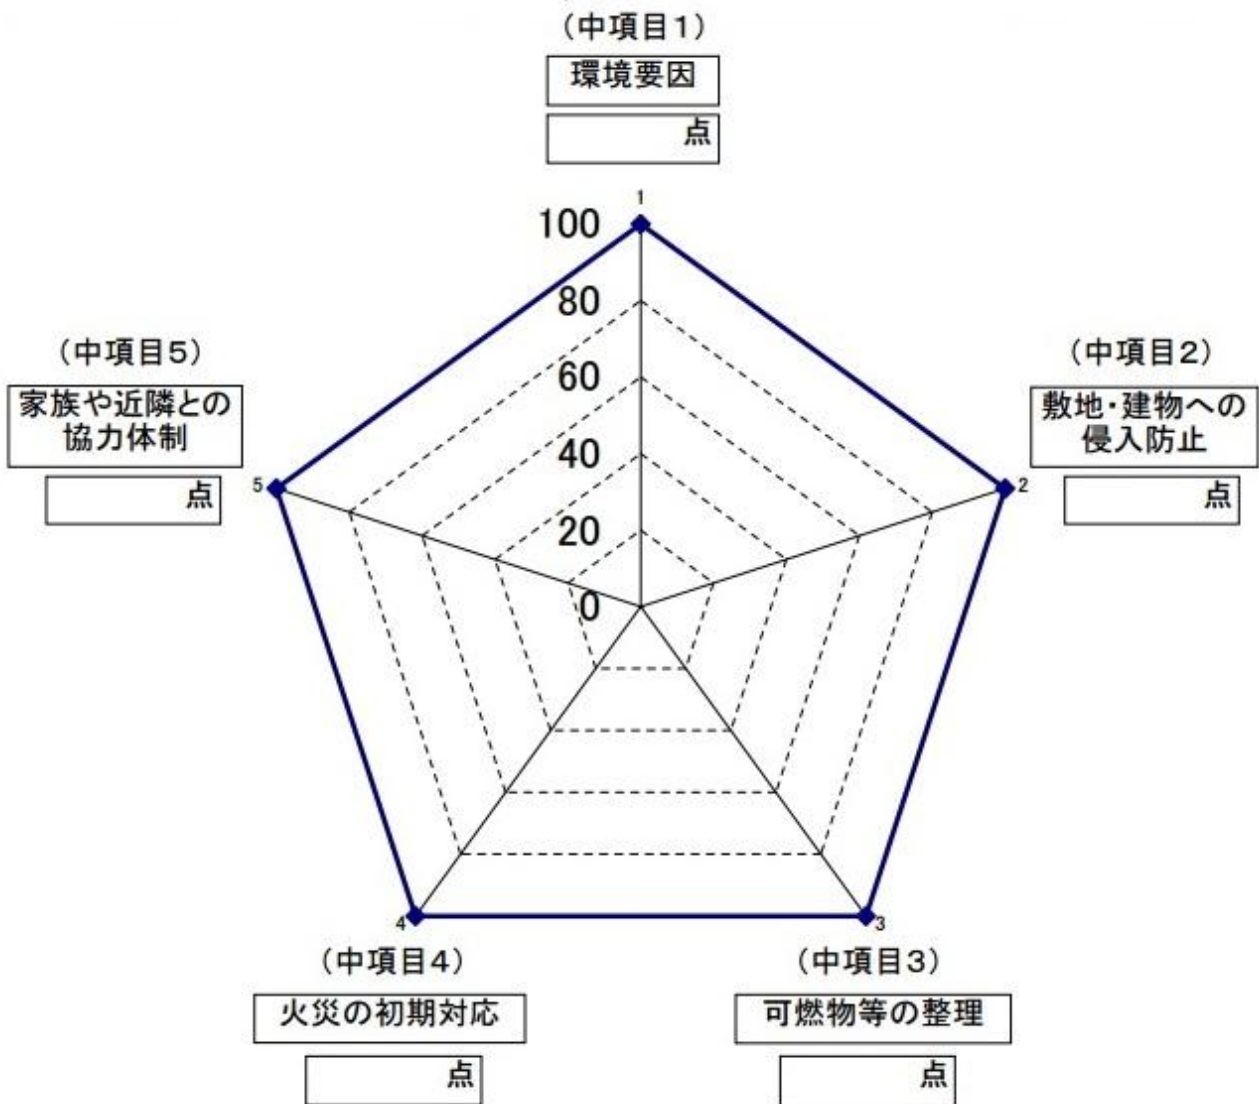 （中項目1）
環境要因
点
1
100
80
60
40
20
0
（中項目5）
家族や近隣との
協力体制
点
5
（中項目2）
敷地・建物への
侵入防止
点
2
4
3
（中項目4）
火災の初期対応
点
（中項目3）
可燃物等の整理
点